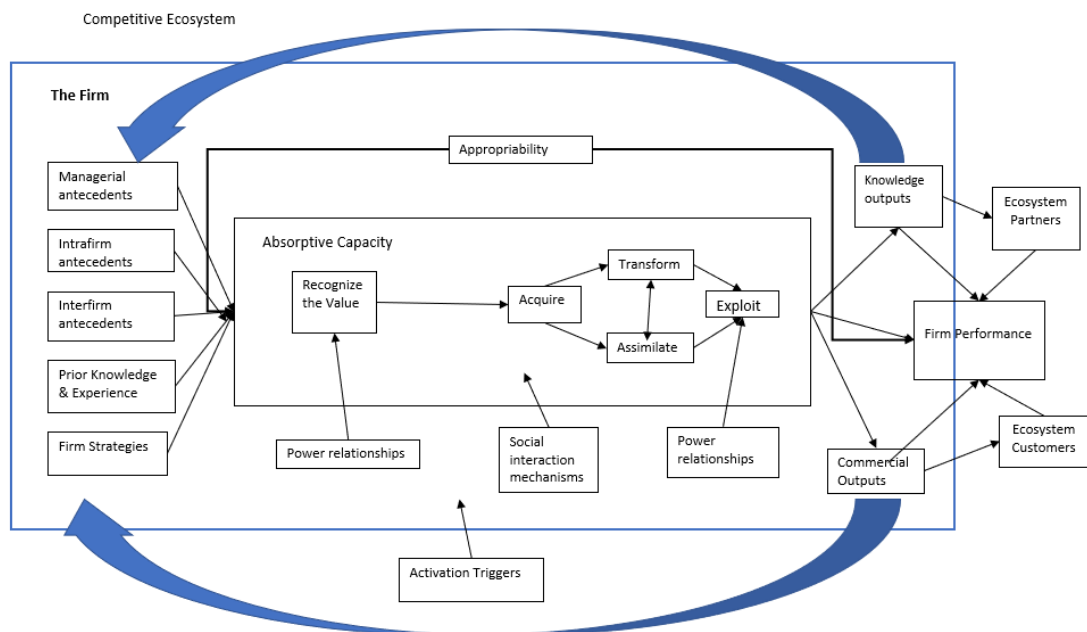 Competitive Ecosystem
The Firm
Appropriability
Managerial
antecedents
Knowledge
outputs
Ecosystem
Partners
Intrafirm
antecedents
Absorptive Capacity
Transform
Recognize
the Value
Acquire
Exploit
Interfirm
antecedents
Assimilate
Firm Performance
Prior Knowledge
& Experience
Firm Strategies
Power relationships
Social
interaction
mechanisms
Power
relationships
Commercial
Outputs
Ecosystem
Customers
Activation Triggers